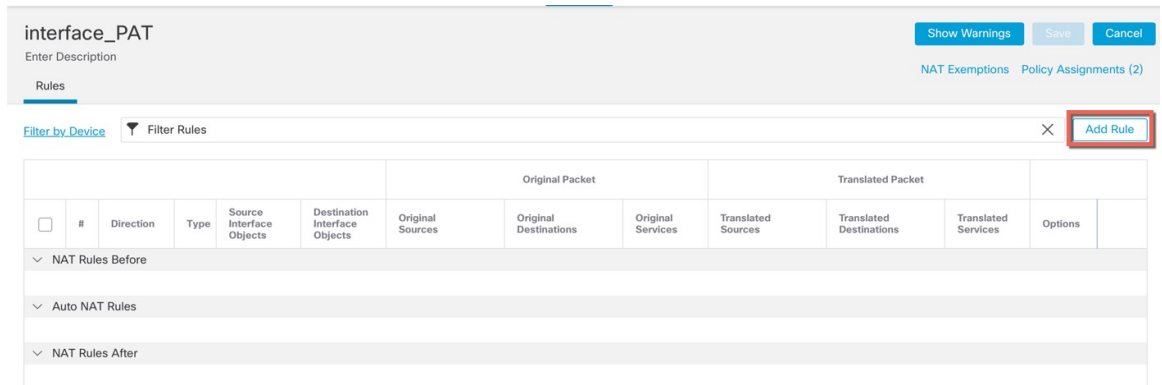 interface_PAT
Show Warnings Save Cancel
Enter Description
NAT Exemptions Policy Assignments (2)
Rules
Filter by Device Filter Rules Add Rule
Original Packet Translated Packet
# Direction Type Source Interface Objects Destination Interface Objects Original Sources Original Destinations Original Services Translated Sources Translated Destinations Translated Services Options
NAT Rules Before
Auto NAT Rules
NAT Rules After